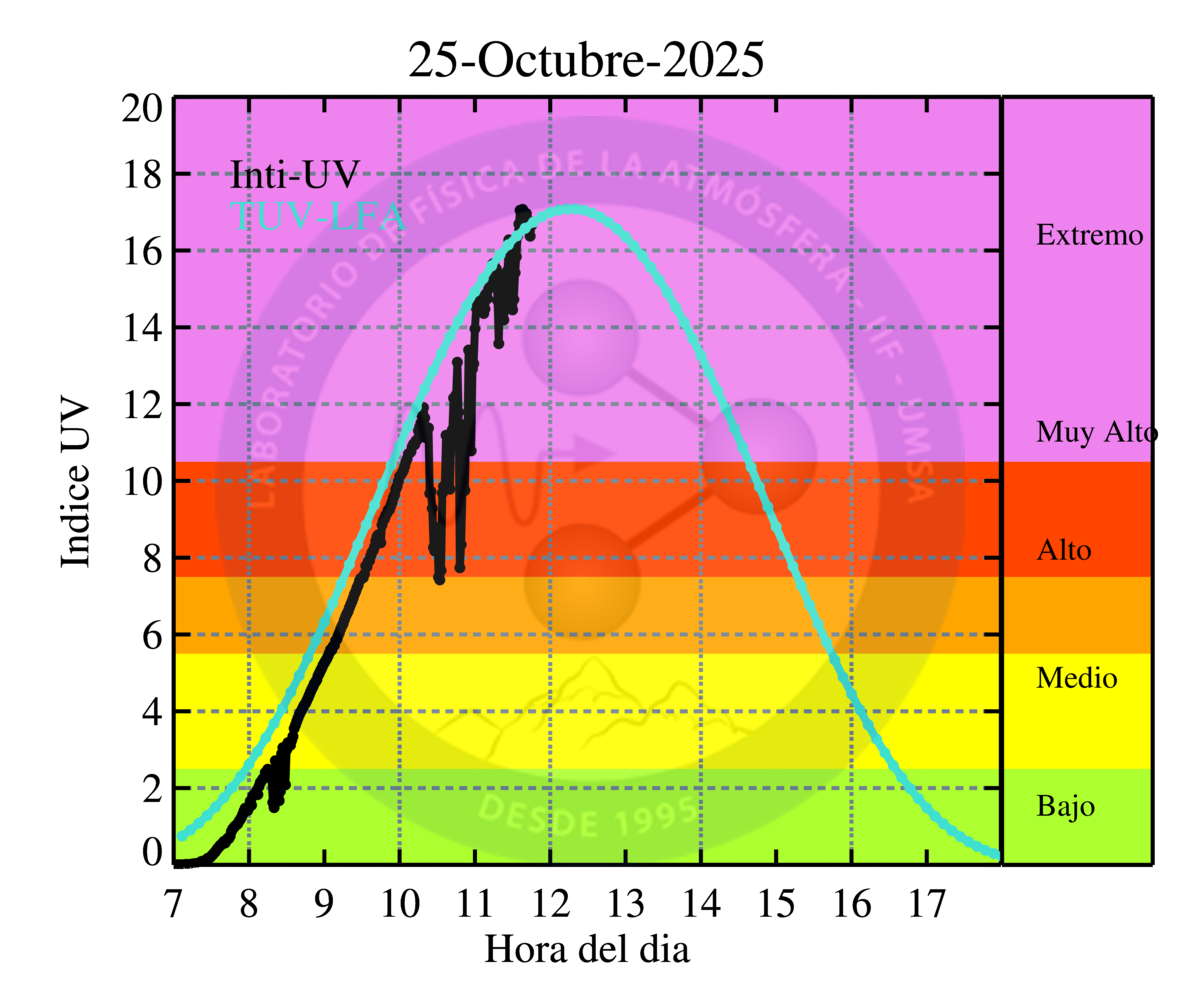 25-Octubre-2025
20
18
16
14
12
10
8
6
4
2
0
Indice UV
Inti-UV
TUV-LFA
LABORATORIO DE FÍSICA DE LA ATMÓSFERA - IIF - UMSA
DESDE 1995
Extremo
Muy Alto
Alto
Medio
Bajo
7 8 9 10 11 12 13 14 15 16 17
Hora del dia